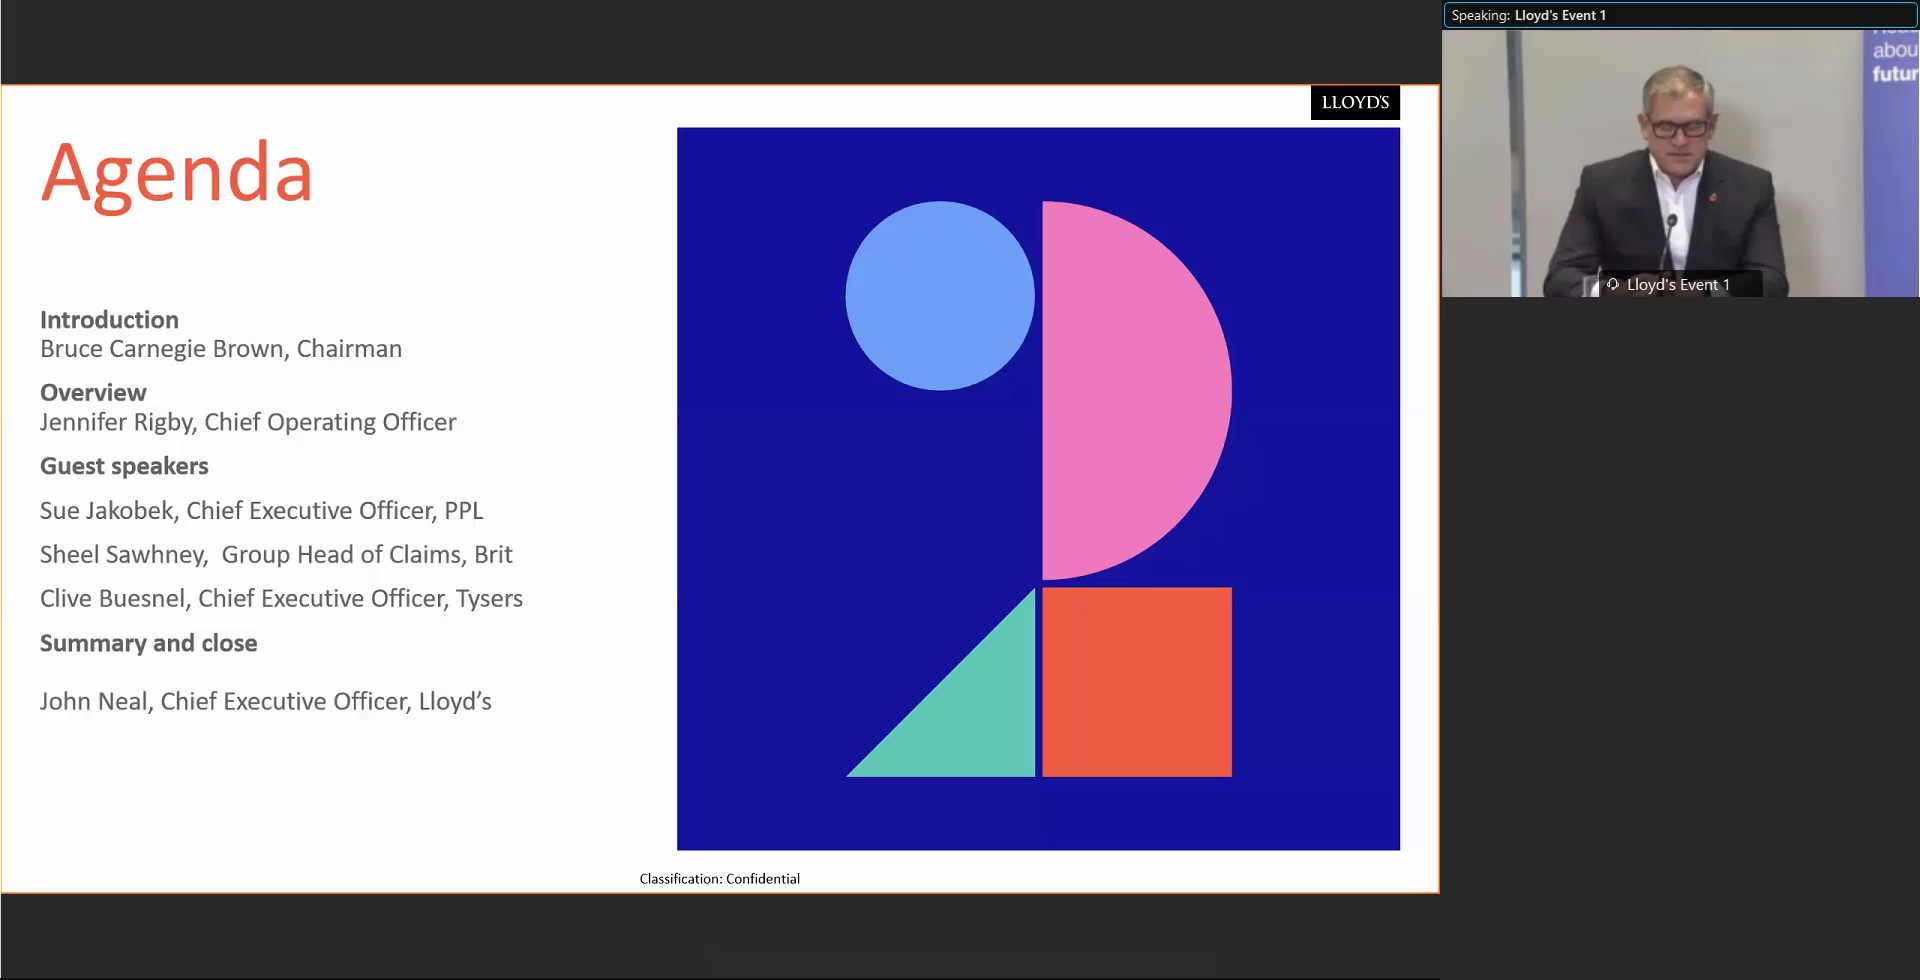 Speaking: Lloyd's Event 1
abou
futur
Lloyd's Event 1
LLOYD'S
Agenda
Introduction
Bruce Carnegie Brown, Chairman
Overview
Jennifer Rigby, Chief Operating Officer
Guest speakers
Sue Jakobek, Chief Executive Officer, PPL
Sheel Sawhney,  Group Head of Claims, Brit
Clive Buesnel, Chief Executive Officer, Tysers
Summary and close
John Neal, Chief Executive Officer, Lloyd’s
Classification: Confidential